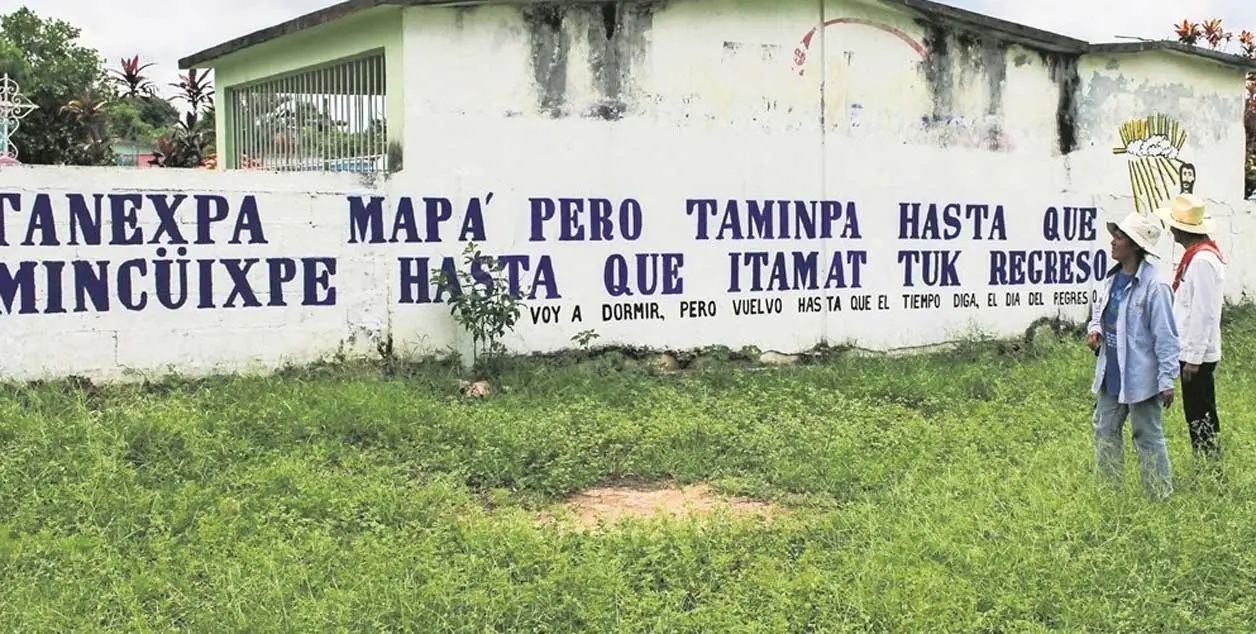 TANEXPA MAPÁ PERO TAMINPA HASTA QUE
MINCÜIXPE HASTA QUE ITAMAT TUK REGRESO
VOY A DORMIR, PERO VUELVO HASTA QUE EL TIEMPO DIGA, EL DIA DEL REGRESO.